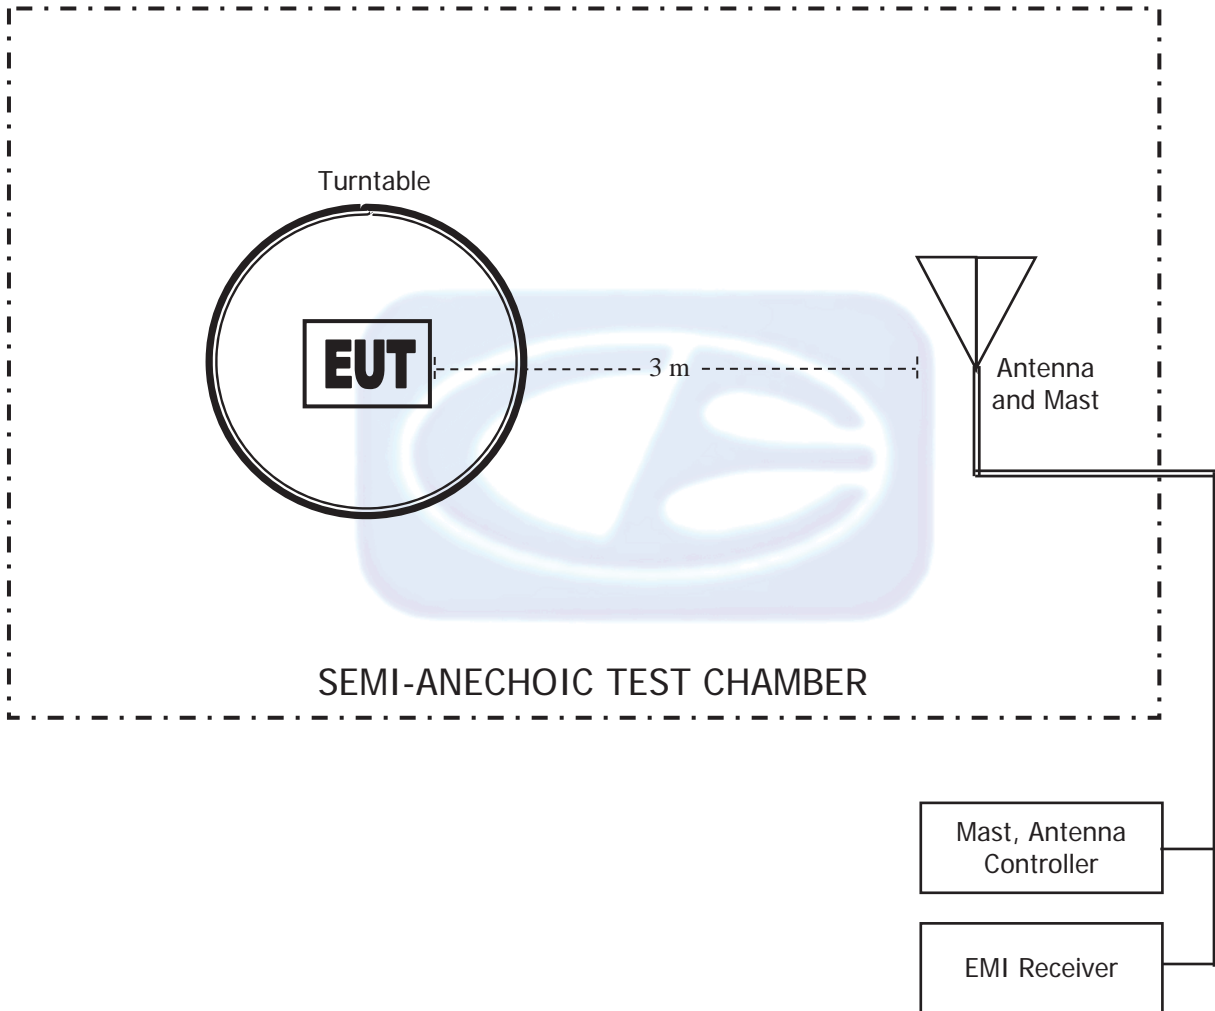 Turntable
EUT
3 m
Antenna
and Mast
SEMI-ANECHOIC TEST CHAMBER
Mast, Antenna
Controller
EMI Receiver